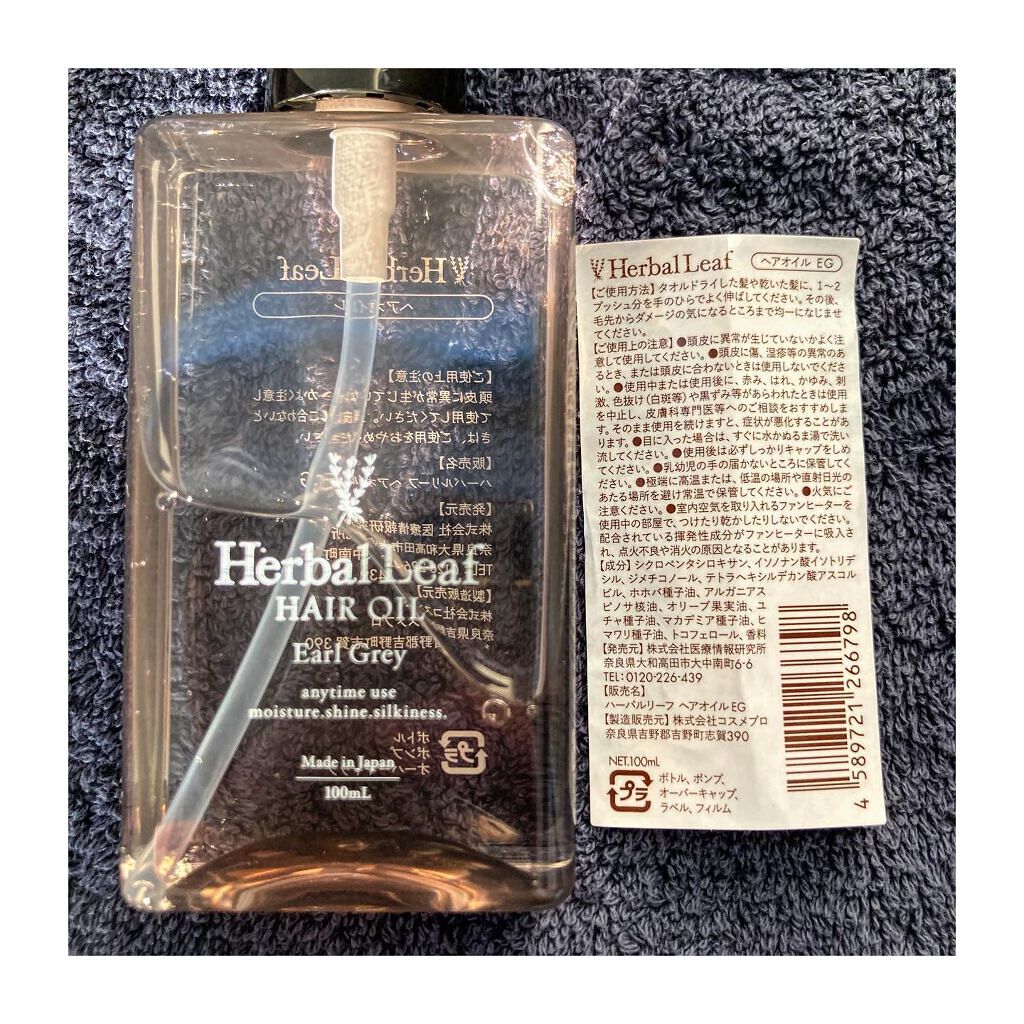 Herbal Leaf
HAIR OIL
Earl Grey
anytime use
moisture.shine.silkiness.
Made in Japan
100mL
Herbal Leaf
ヘアオイル
【ご使用上の注意】
【販売名】
【発売元】
株式会社 医療情報研究所
【製造販売元】
プラ
ボトル
ポンプ
Herbal Leaf ヘアオイル EG
【ご使用方法】タオルドライした髪や乾いた髪に、1〜2
プッシュ分を手のひらでよく伸ばしてください。その後、
毛先からダメージの気になるところまで均一になじませ
てください。
【ご使用上の注意】●頭皮に異常が生じていないかよく注
意して使用してください。●頭皮に傷、湿疹等の異常のあ
るとき、または頭皮に合わないときは使用しないでくださ
い。●使用中または使用後に、赤み、はれ、かゆみ、刺
激、色抜け(白斑等)や黒ずみ等があらわれたときは使用
を中止し、皮膚科専門医等へのご相談をおすすめしま
す。そのまま使用を続けますと、症状が悪化することがあ
ります。●目に入った場合は、すぐに水かぬるま湯で洗い
流してください。●使用後は必ずしっかりキャップをしめ
てください。●乳幼児の手の届かないところに保管してく
ださい。●極端に高温または、低温の場所や直射日光の
あたる場所を避け常温で保管してください。●火気にご
注意ください。●室内空気を取り入れるファンヒーターを
使用中の部屋で、つけたり乾かしたりしないでください。
配合されている揮発性成分がファンヒーターに吸入さ
れ、点火不良や消火の原因となることがあります。
【成分】シクロペンタシロキサン、イソノナン酸イソトリデ
シル、ジメチコノール、テトラヘキシルデカン酸アスコル
ビル、ホホバ種子油、アルガニアス
ピノサ核油、オリーブ果実油、ユ
チャ種子油、マカデミア種子油、ヒ
マワリ種子油、トコフェロール、香料
【発売元】株式会社医療情報研究所
奈良県大和高田市大中南町6-6
TEL:0120-226-439
【販売名】
ハーバルリーフ ヘアオイルEG
【製造販売元】株式会社コスメプロ
奈良県吉野郡吉野町志賀390
NET.100mL
プラ
ボトル、ポンプ、
オーバーキャップ、
ラベル、フィルム
4 589721 266798